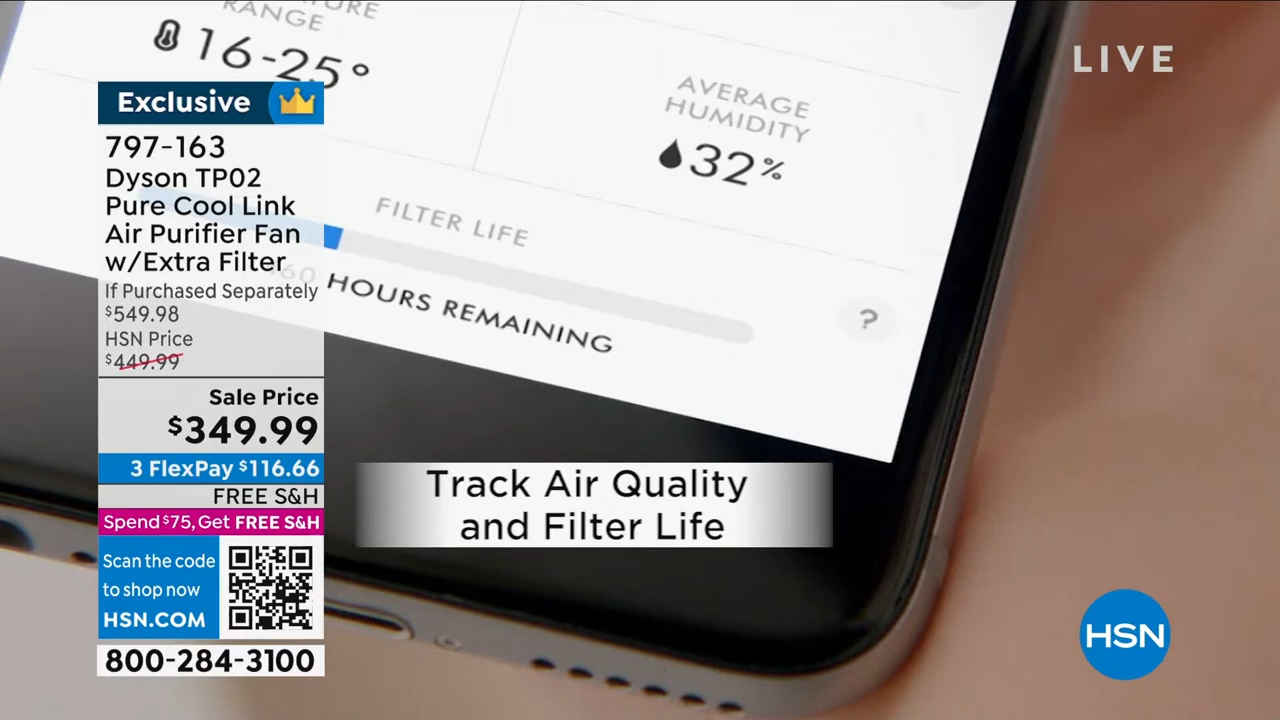 RANGE
16-25°
AVERAGE
HUMIDITY
32%
FILTER LIFE
HOURS REMAINING
?
LIVE
Exclusive
797-163
Dyson TP02
Pure Cool Link
Air Purifier Fan
w/Extra Filter
If Purchased Separately
$549.98
HSN Price
$449.99
Sale Price
$349.99
3 FlexPay $116.66
FREE S&H
Spend $75, Get FREE S&H
Scan the code
to shop now
HSN.COM
800-284-3100
Track Air Quality
and Filter Life
HSN